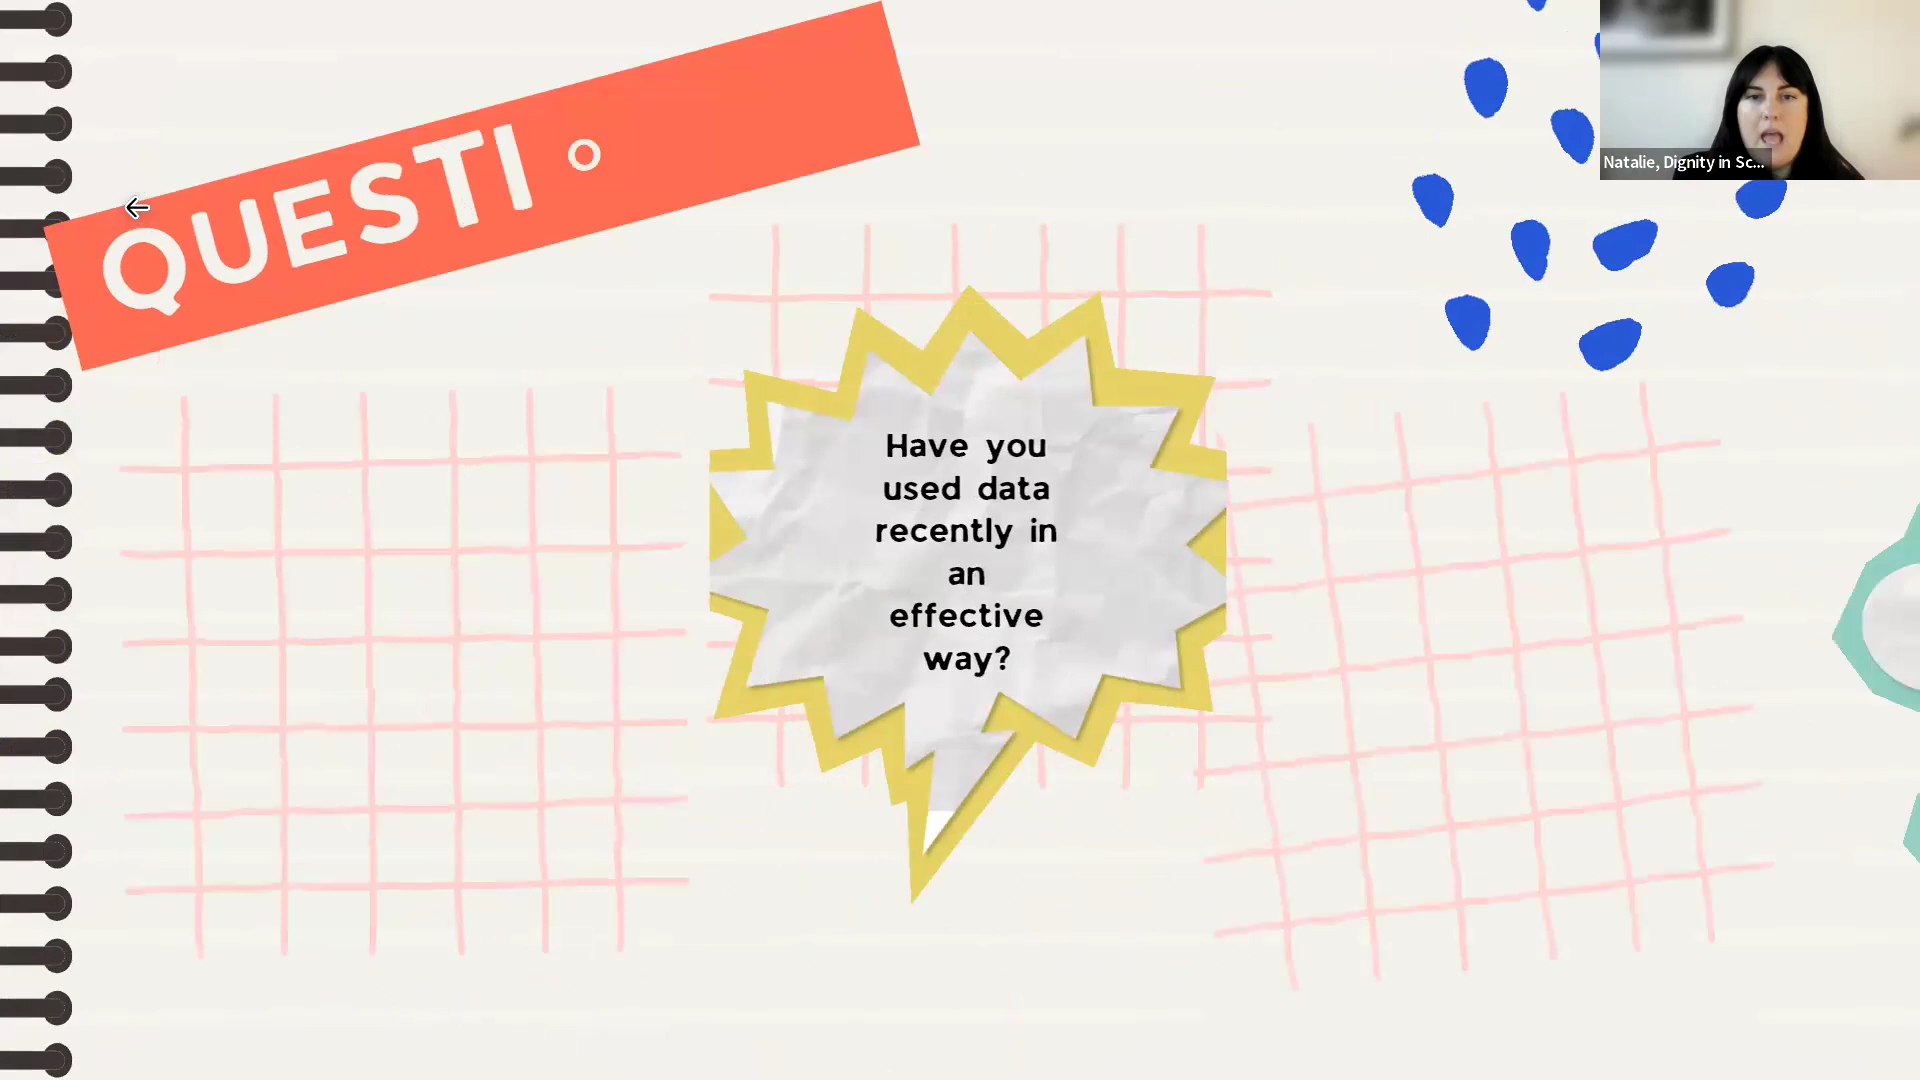 QUESTI o
Natalie, Dignity in Sc...
Have you
used data
recently in
an
effective
way?